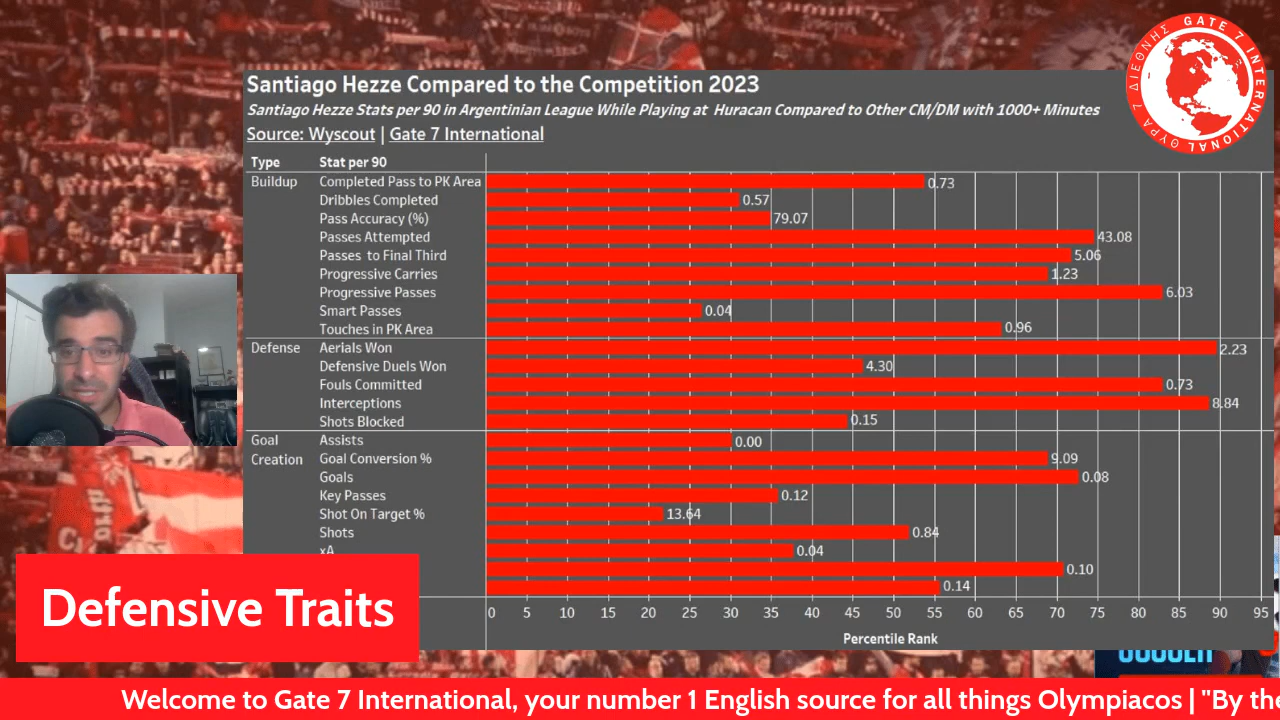 GATE 7 INTERNATIONAL
ΘΥΡΑ 7 ΔΙΕΘΝΗΣ
Santiago Hezze Compared to the Competition 2023
Santiago Hezze Stats per 90 in Argentinian League While Playing at Huracan Compared to Other CM/DM with 1000+ Minutes
Source: Wyscout | Gate 7 International
Type Stat per 90
Buildup Completed Pass to PK Area 0.73
Dribbles Completed 0.57
Pass Accuracy (%) 79.07
Passes Attempted 43.08
Passes to Final Third 5.06
Progressive Carries 1.23
Progressive Passes 6.03
Smart Passes 0.04
Touches in PK Area 0.96
Defense Aerials Won 2.23
Defensive Duels Won 4.30
Fouls Committed 0.73
Interceptions 8.84
Shots Blocked 0.15
Goal Assists 0.00
Creation Goal Conversion % 9.09
Goals 0.08
Key Passes 0.12
Shot On Target % 13.64
Shots 0.84
xA 0.04
0.10
0.14
0 5 10 15 20 25 30 35 40 45 50 55 60 65 70 75 80 85 90 95
Percentile Rank
Defensive Traits
Welcome to Gate 7 International, your number 1 English source for all things Olympiacos | "By the